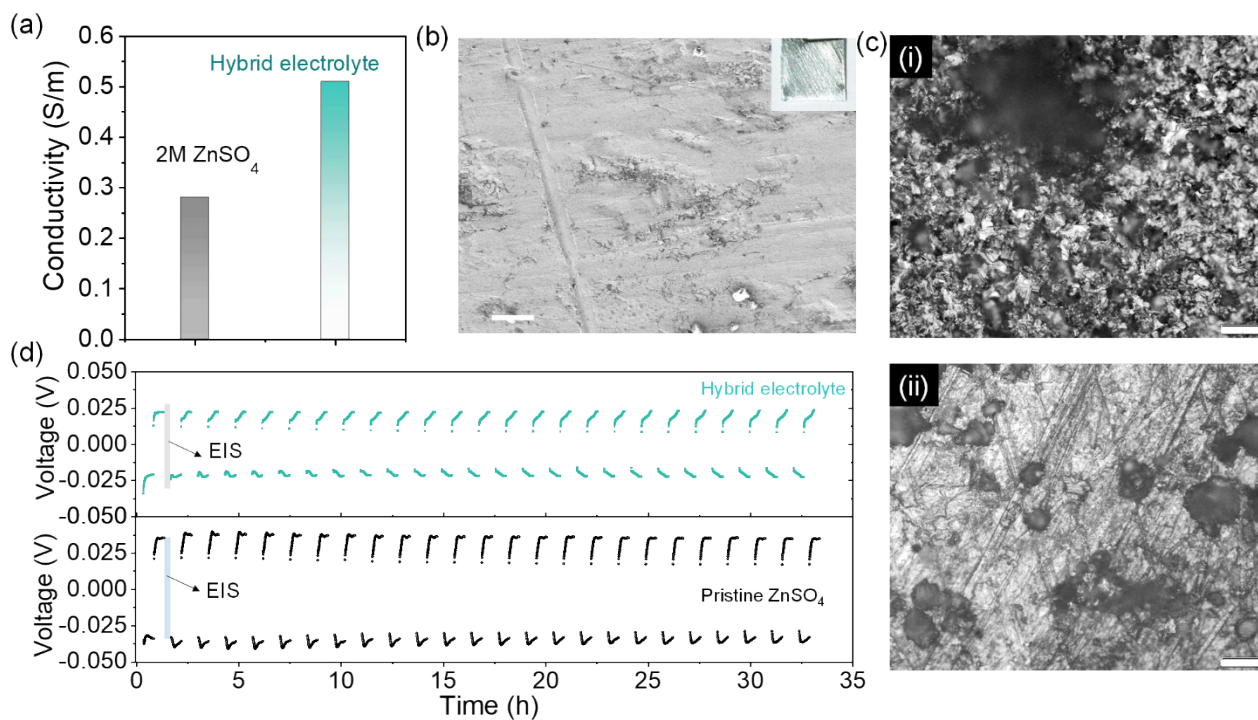 (a)
Conductivity (S/m)
0.6
0.5
0.4
0.3
0.2
0.1
0.0
Hybrid electrolyte
2M ZnSO₄
(b)
(c)
(i)
(ii)
(d)
Voltage (V)
0.050
0.025
0.000
-0.025
-0.050
Hybrid electrolyte
EIS
Voltage (V)
0.025
0.000
-0.025
-0.050
EIS
Pristine ZnSO₄
0 5 10 15 20 25 30 35
Time (h)